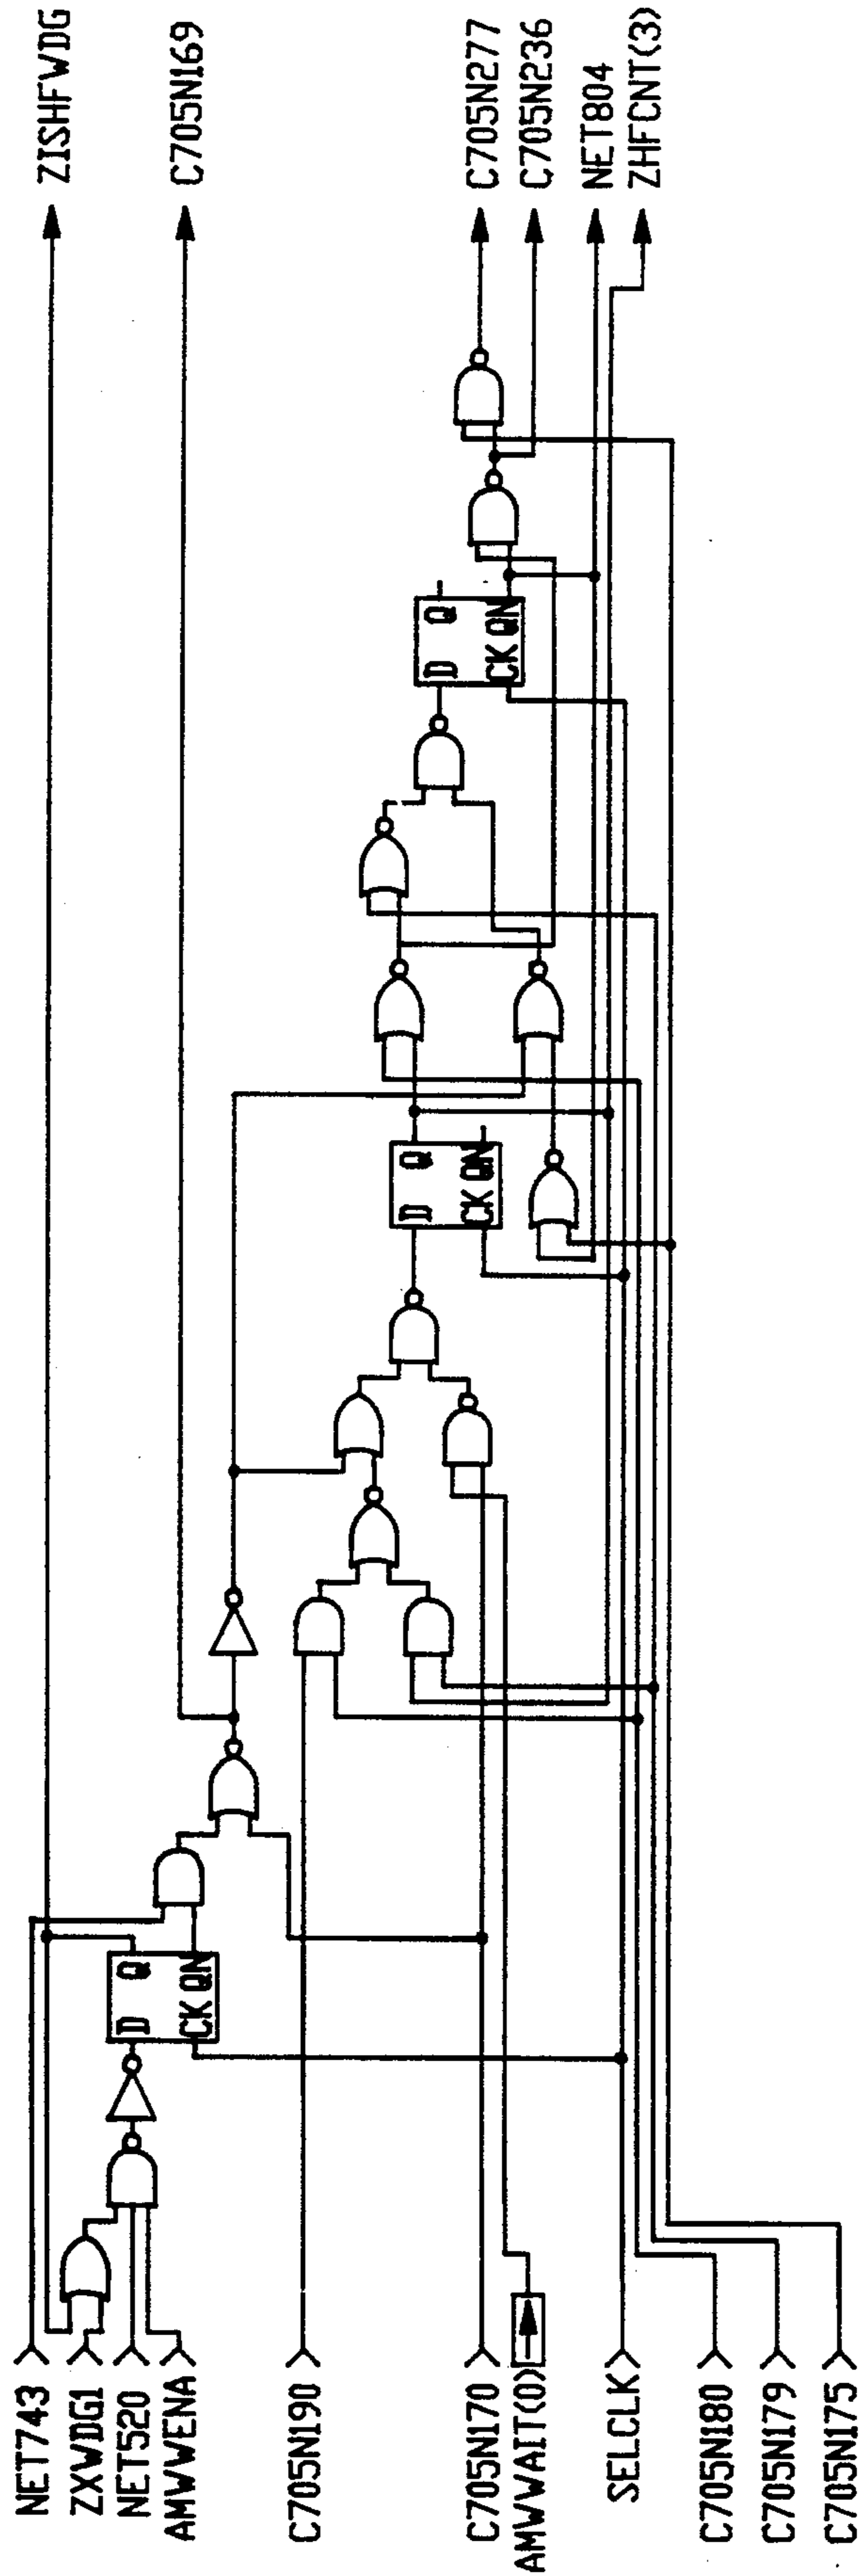 ZISHFWDG
C705N169
C705N277
C705N236
NET804
ZHFCNT(3)
D Q
CK QN
D Q
CK QN
D Q
CK QN
NET743
ZXWDG1
NET520
AMWWENA
C705N190
C705N170
AMWWAIT(0)
SELCLK
C705N180
C705N179
C705N175